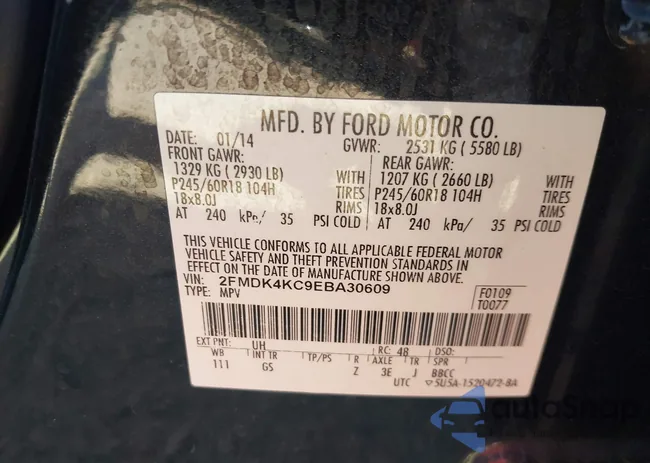 MFD. BY FORD MOTOR CO.
DATE: 01/14 GVWR: 2531 KG ( 5580 LB)
FRONT GAWR: REAR GAWR:
1329 KG ( 2930 LB) WITH 1207 KG ( 2660 LB) WITH
P245/60R18 104H TIRES P245/60R18 104H TIRES
18x8.0J RIMS 18x8.0J RIMS
AT 240 kPa/ 35 PSI COLD AT 240 kPa/ 35 PSI COLD
THIS VEHICLE CONFORMS TO ALL APPLICABLE FEDERAL MOTOR
VEHICLE SAFETY AND THEFT PREVENTION STANDARDS IN
EFFECT ON THE DATE OF MANUFACTURE SHOWN ABOVE.
VIN: 2FMDK4KC9EBA30609 F0109
TYPE: MPV T0077
EXT PNT: UH RC: 48 DSO:
WB INT TR TP/PS R AXLE TR SPR
111 GS Z 3E J BBCC
UTC 5U5A-1520472-BA
autoSnap